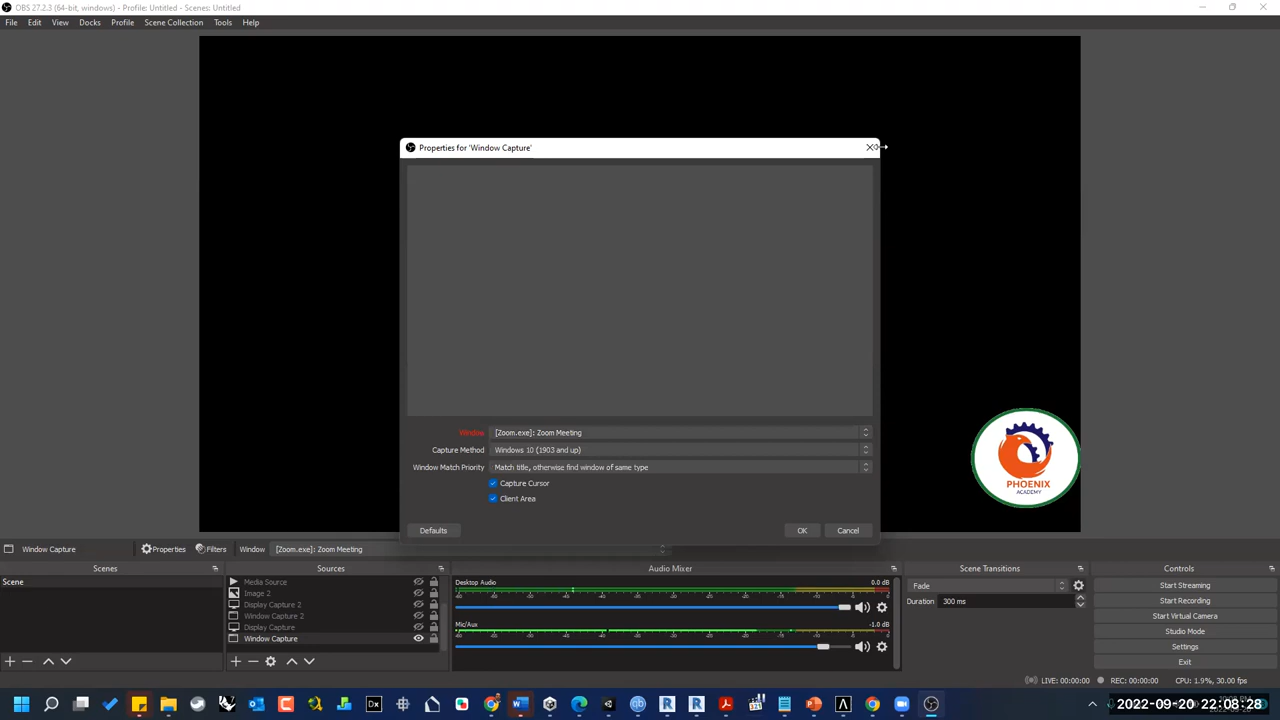 OBS 27.2.3 (64-bit, windows) - Profile: Untitled - Scenes: Untitled
File Edit View Docks Profile Scene Collection Tools Help
Properties for 'Window Capture'
Window [Zoom.exe]: Zoom Meeting
Capture Method Windows 10 (1903 and up)
Window Match Priority Match title, otherwise find window of same type
Capture Cursor
Client Area
Defaults OK Cancel
PHOENIX
ACADEMY
Window Capture Properties Filters Window [Zoom.exe]: Zoom Meeting
Scenes Sources Audio Mixer Scene Transitions Controls
Scene
Media Source
Image 2
Display Capture 2
Window Capture 2
Display Capture
Window Capture
Desktop Audio 0.0 dB
Mic/Aux -1.0 dB
Fade
Duration 300 ms
Start Streaming
Start Recording
Start Virtual Camera
Studio Mode
Settings
Exit
LIVE: 00:00:00 REC: 00:00:00 CPU: 1.9%, 30.00 fps
2022-09-20 22:08:28